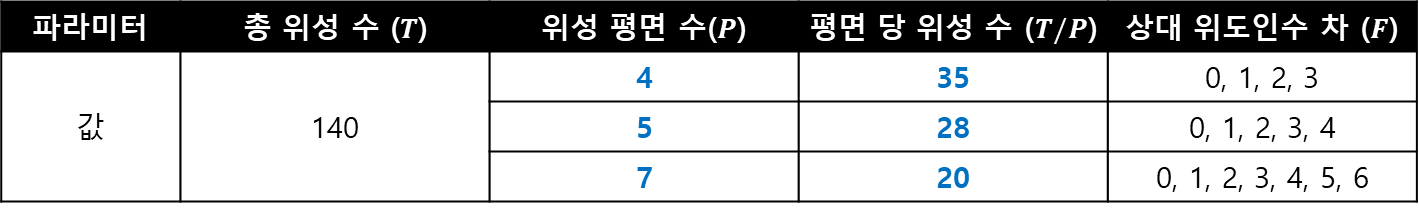 파라미터 총 위성 수 (T) 위성 평면 수(P) 평면 당 위성 수 (T/P) 상대 위도인수 차 (F)
4 35 0, 1, 2, 3
값 140 5 28 0, 1, 2, 3, 4
7 20 0, 1, 2, 3, 4, 5, 6